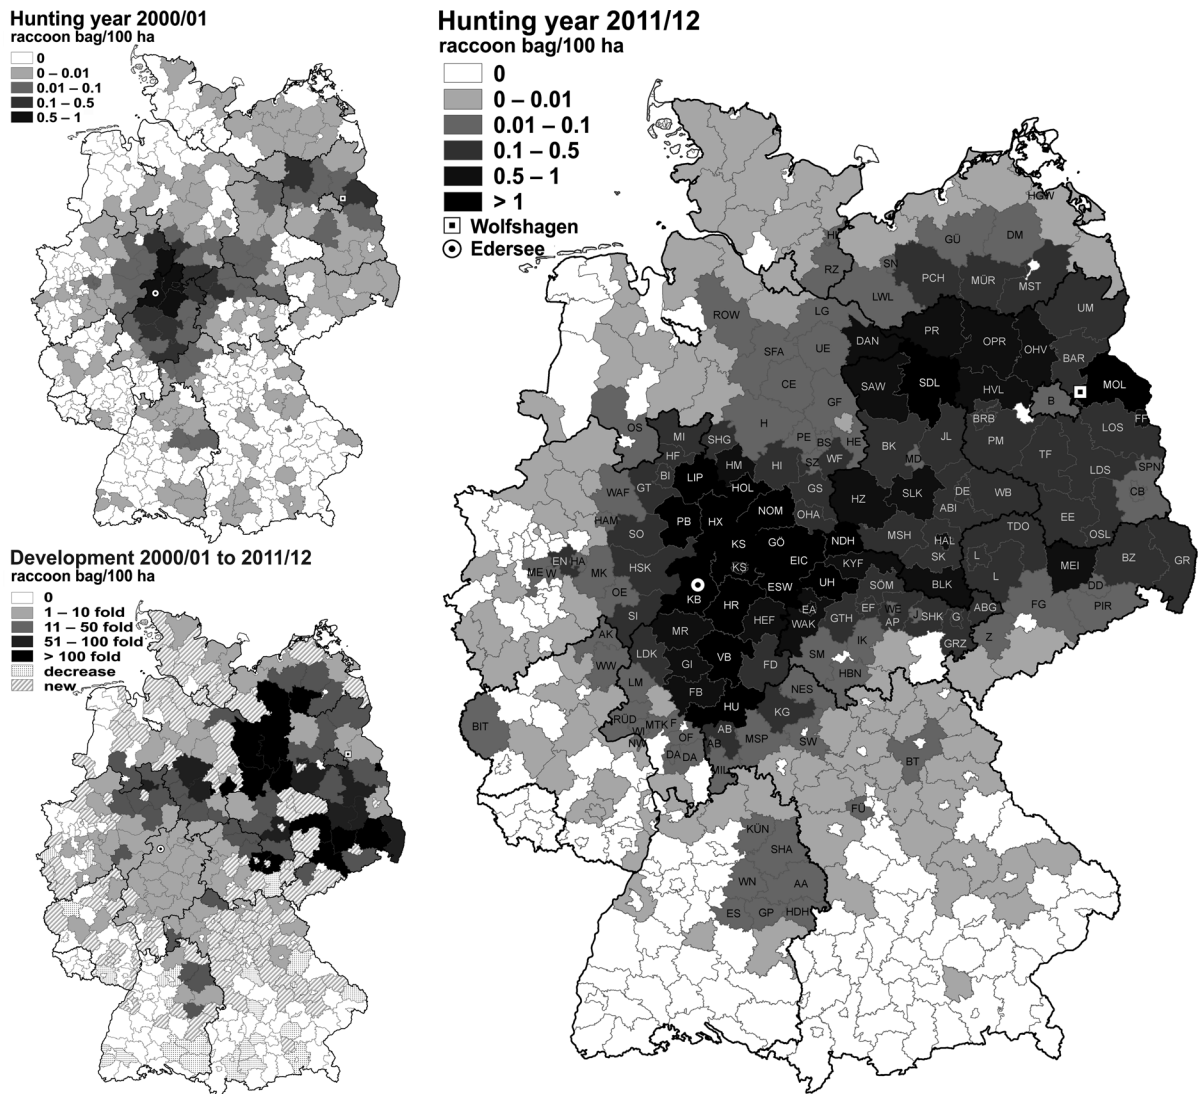 Hunting year 2000/01
raccoon bag/100 ha
0
0 – 0.01
0.01 – 0.1
0.1 – 0.5
0.5 – 1
Development 2000/01 to 2011/12
raccoon bag/100 ha
0
1 – 10 fold
11 – 50 fold
51 – 100 fold
> 100 fold
decrease
new
Hunting year 2011/12
raccoon bag/100 ha
0
0 – 0.01
0.01 – 0.1
0.1 – 0.5
0.5 – 1
> 1
Wolfshagen
Edersee
HGW
HL GÜ DM
RZ SN PCH MÜR MST
LWL UM
ROW LG PR
DAN OPR OHV BAR
SFA UE
CE SAW SDL HVL B MOL
GF BRB FF
OS H PE BS HE BK JL PM LOS
MI SHG MD TF
HF HM HI SZ WF LDS SPN
BI LIP
WAF GT HOL GS HZ SLK DE WB CB
ABI
HAM PB HX NOM OHA EE
SO KS GÖ NDH MSH HAL TDO OSL
EN HA SK L
ME W MK HSK KS EIC KYF MEI BZ GR
OE KB ESW UH SÖM BLK L DD
HR EA EF WE ABG FG PIR
SI HEF WAK GTH AP J SHK G
AK MR IK GRZ Z
LDK VB SM
WW GI FD HBN
LM FB NES
HU KG
BIT RÜD MTK F AB
WI OF MSP SW
NW DA DA AB BT
MIL
FÜ
KÜN
SHA
WN AA
ES GP HDH